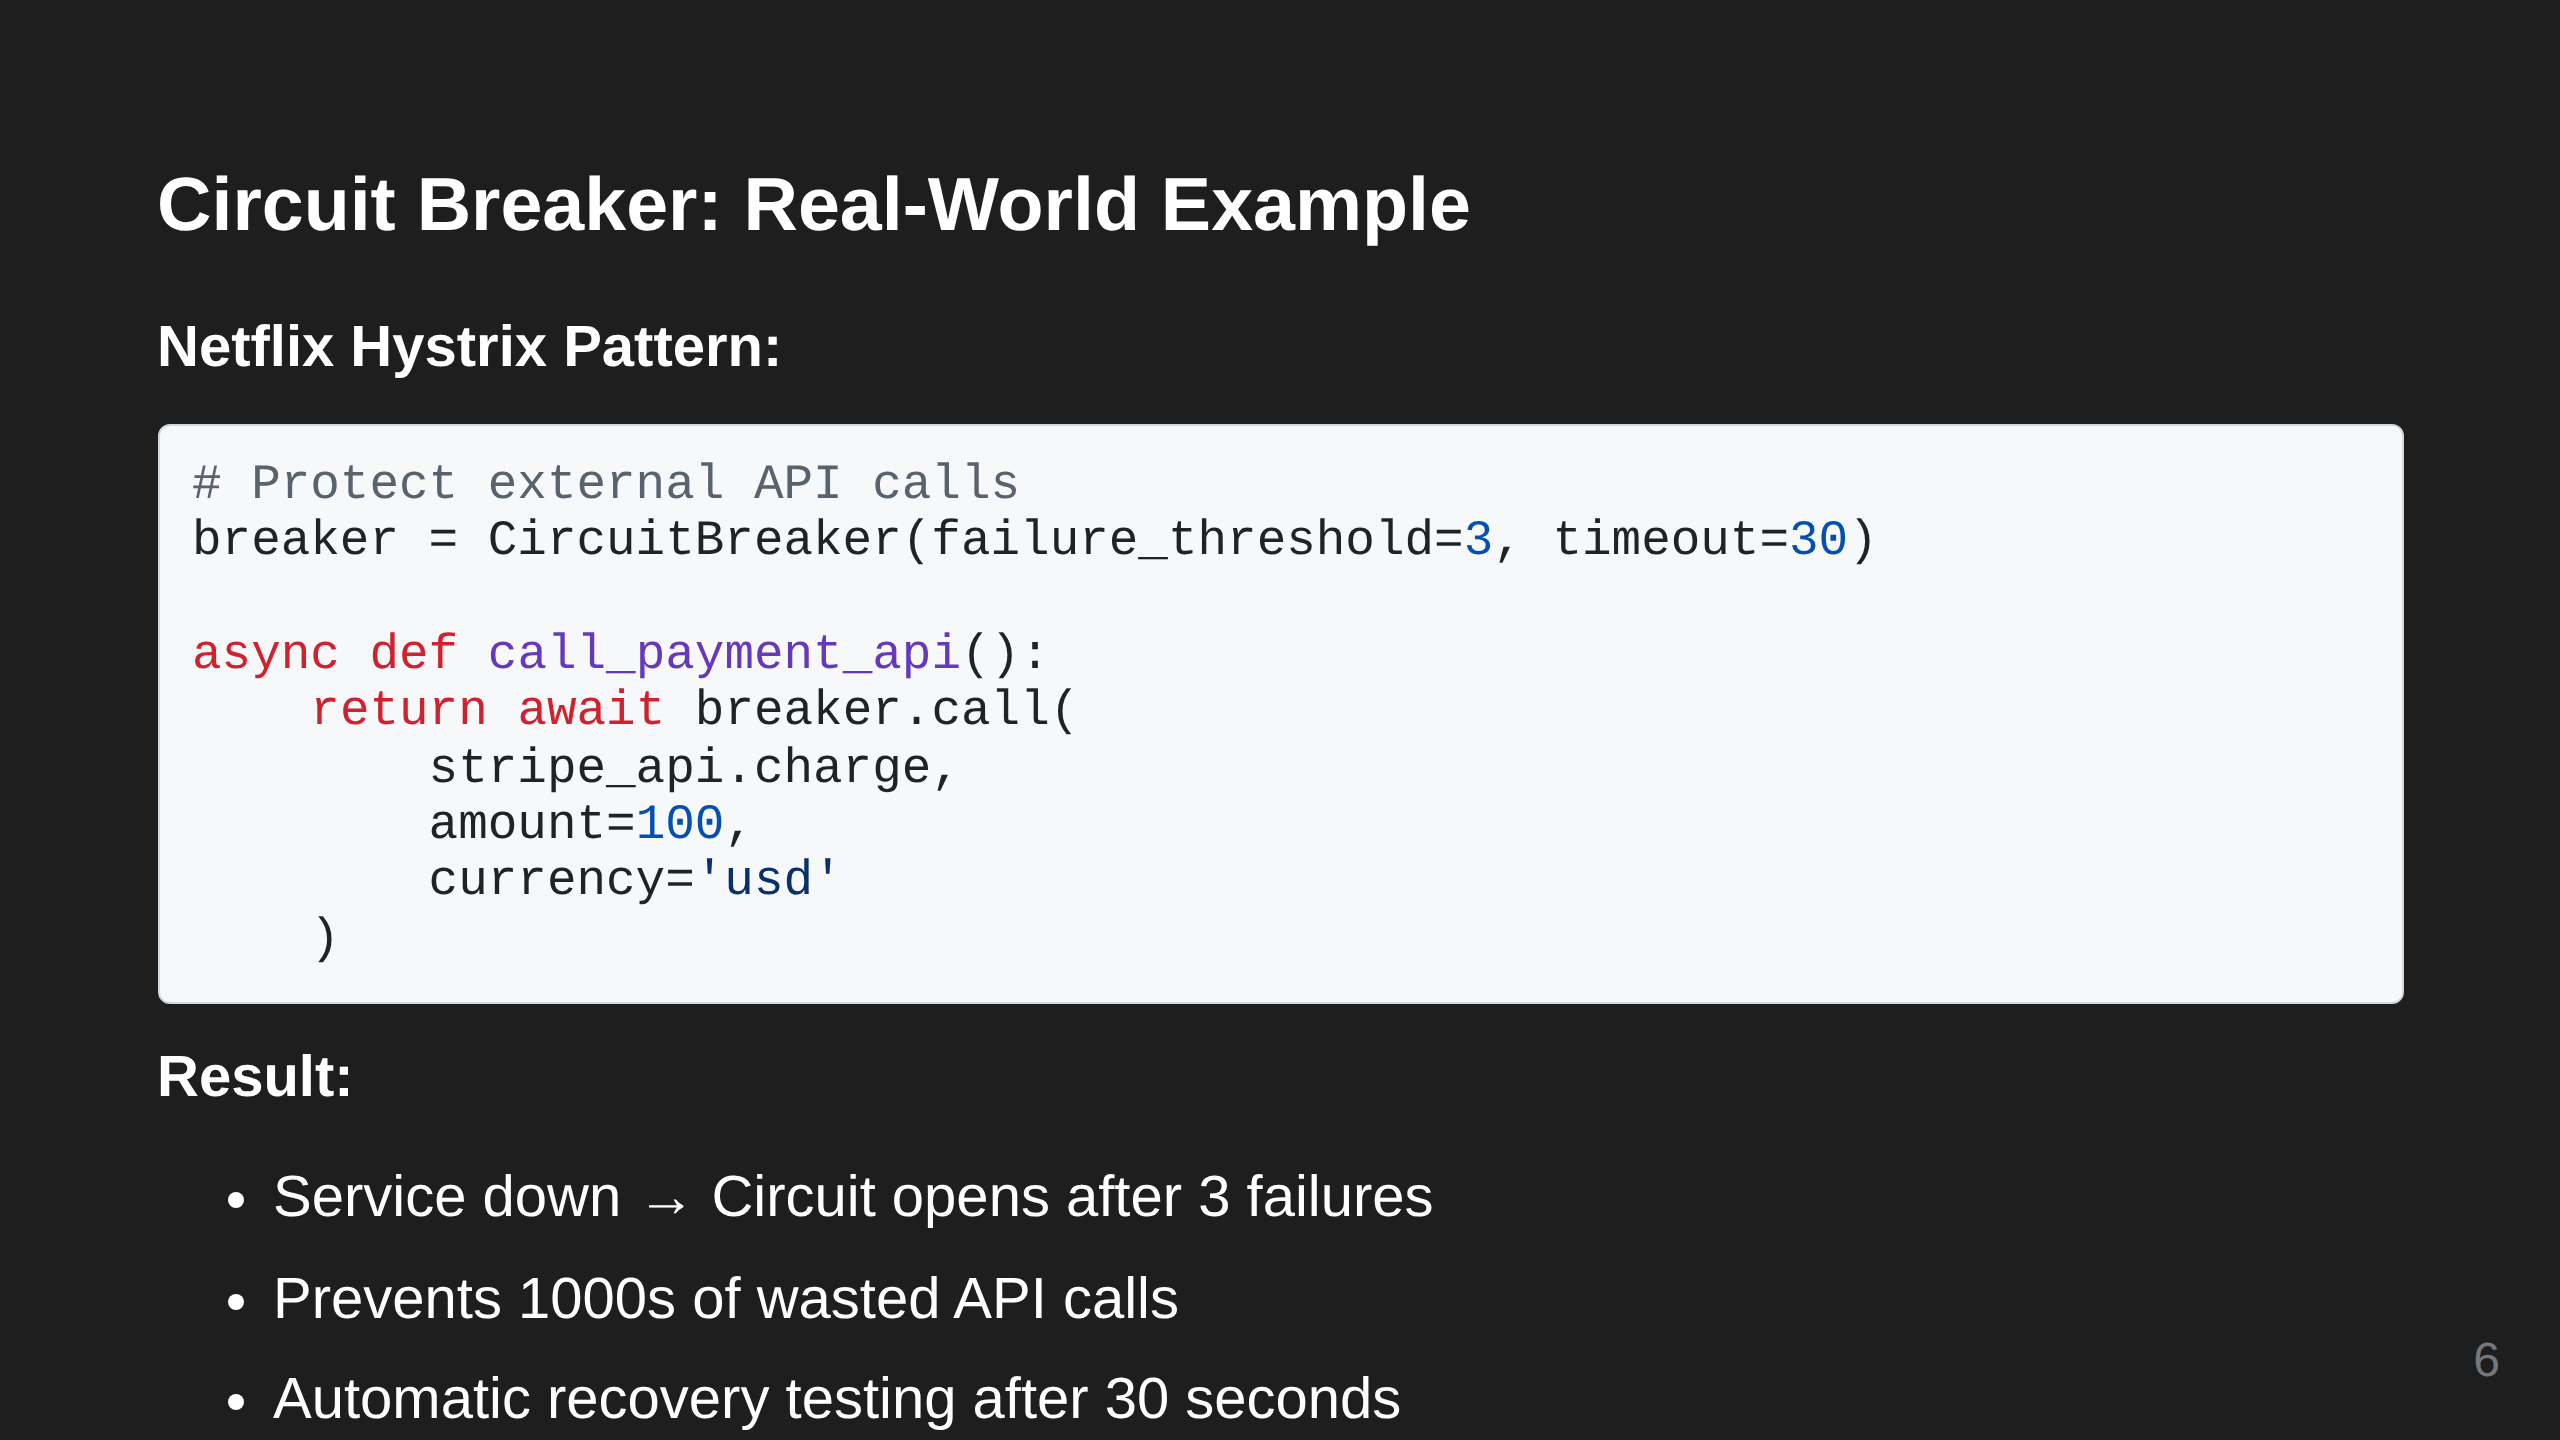 Circuit Breaker: Real-World Example
Netflix Hystrix Pattern:
# Protect external API calls
breaker = CircuitBreaker(failure_threshold=3, timeout=30)

async def call_payment_api():
    return await breaker.call(
        stripe_api.charge,
        amount=100,
        currency='usd'
    )
Result:
• Service down → Circuit opens after 3 failures
• Prevents 1000s of wasted API calls
• Automatic recovery testing after 30 seconds
6